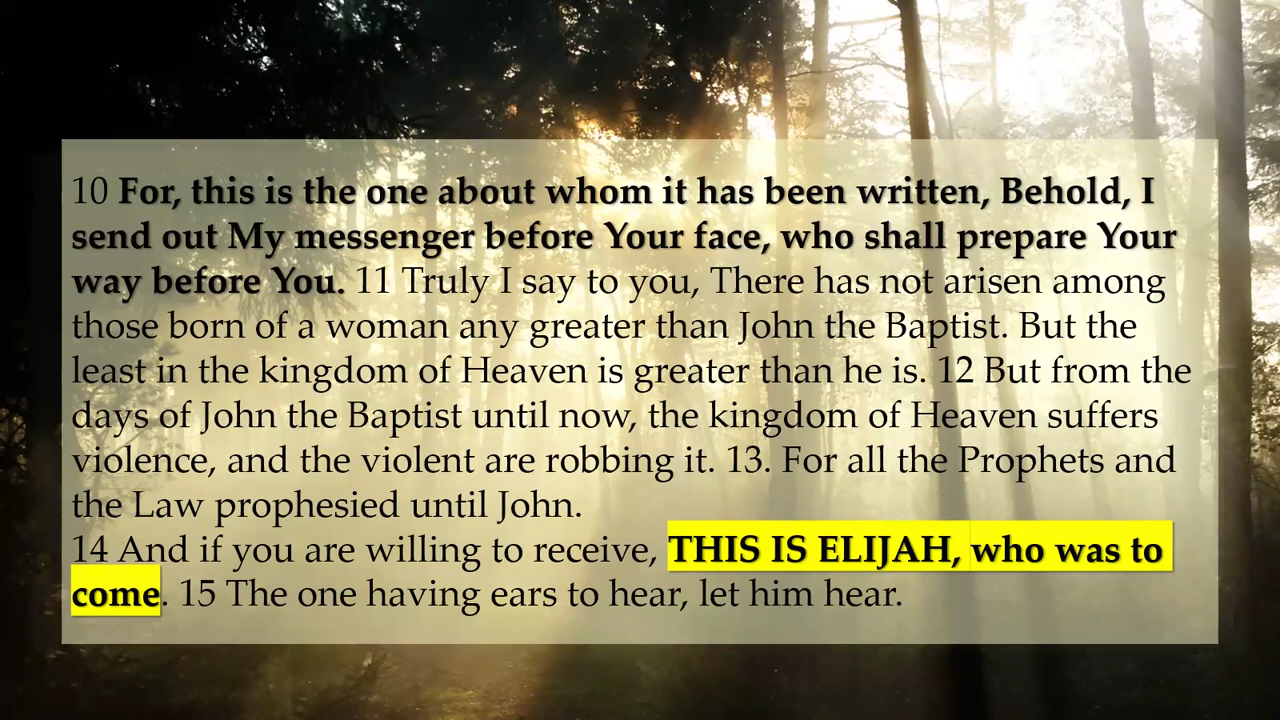 10 For, this is the one about whom it has been written, Behold, I
send out My messenger before Your face, who shall prepare Your
way before You. 11 Truly I say to you, There has not arisen among
those born of a woman any greater than John the Baptist. But the
least in the kingdom of Heaven is greater than he is. 12 But from the
days of John the Baptist until now, the kingdom of Heaven suffers
violence, and the violent are robbing it. 13. For all the Prophets and
the Law prophesied until John.
14 And if you are willing to receive, THIS IS ELIJAH, who was to
come. 15 The one having ears to hear, let him hear.